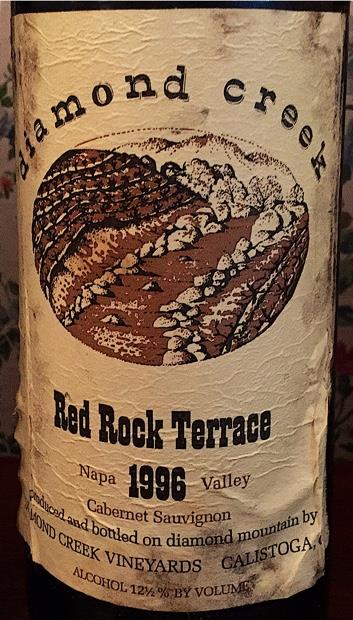 diamond creek
Red Rock Terrace
Napa 1996 Valley
Cabernet Sauvignon
produced and bottled on diamond mountain by
MOND CREEK VINEYARDS CALISTOGA,
ALCOHOL 12½ % BY VOLUME